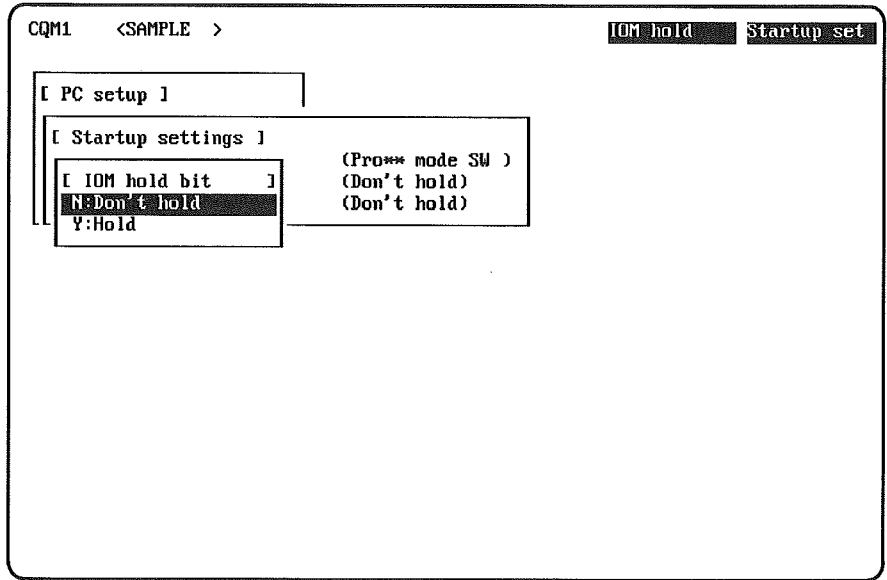 CQM1 <SAMPLE > IOM hold Startup set
[ PC setup ]
[ Startup settings ]
(Pro** mode SW )
[ IOM hold bit ] (Don't hold)
N:Don't hold (Don't hold)
Y:Hold